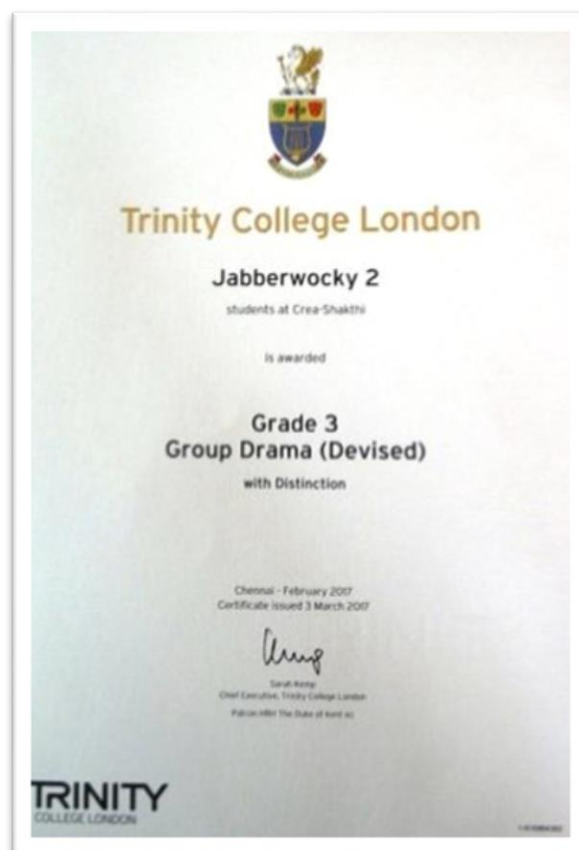 Trinity College London
Jabberwocky 2
students at Crea-Shakthi
is awarded
Grade 3
Group Drama (Devised)
with Distinction
Chennai - February 2017
Certificate issued 3 March 2017
Sarah Kemp
Chief Executive, Trinity College London
Patron HRH The Duke of Kent KG
TRINITY
COLLEGE LONDON